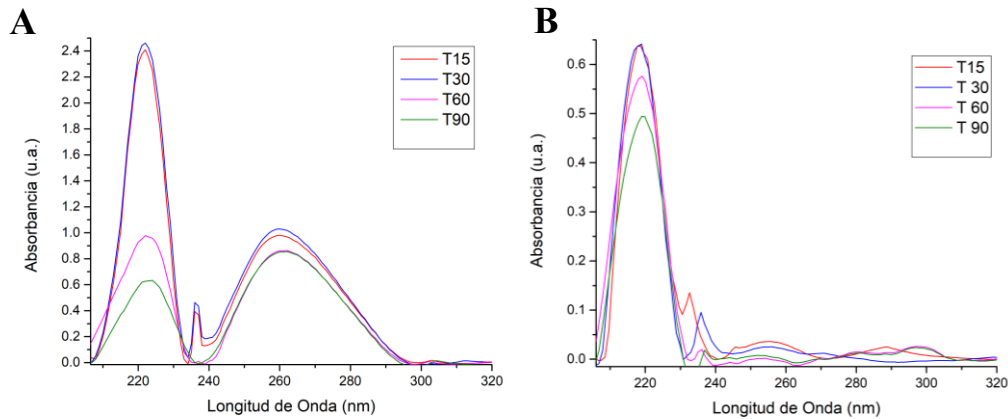 A
Absorbancia (u.a.)
2.4
2.2
2.0
1.8
1.6
1.4
1.2
1.0
0.8
0.6
0.4
0.2
0.0
T15
T30
T60
T90
220 240 260 280 300 320
Longitud de Onda (nm)
B
Absorbancia (u.a.)
0.6
0.5
0.4
0.3
0.2
0.1
0.0
T15
T 30
T 60
T 90
220 240 260 280 300 320
Longitud de Onda (nm)